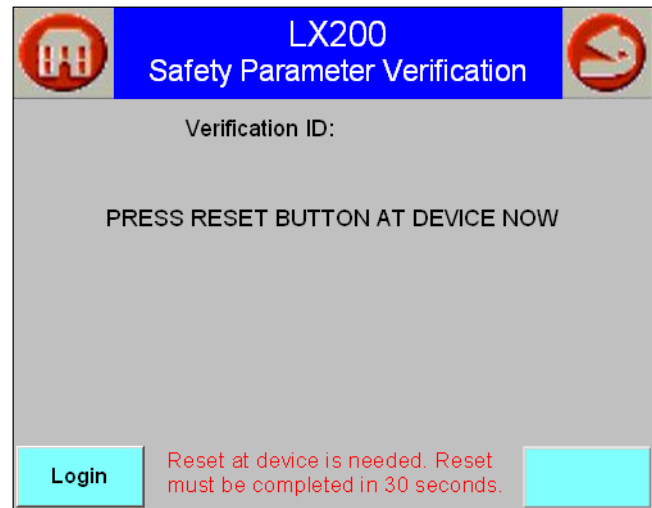 LX200
Safety Parameter Verification
Verification ID:
PRESS RESET BUTTON AT DEVICE NOW
Reset at device is needed. Reset
must be completed in 30 seconds.
Login